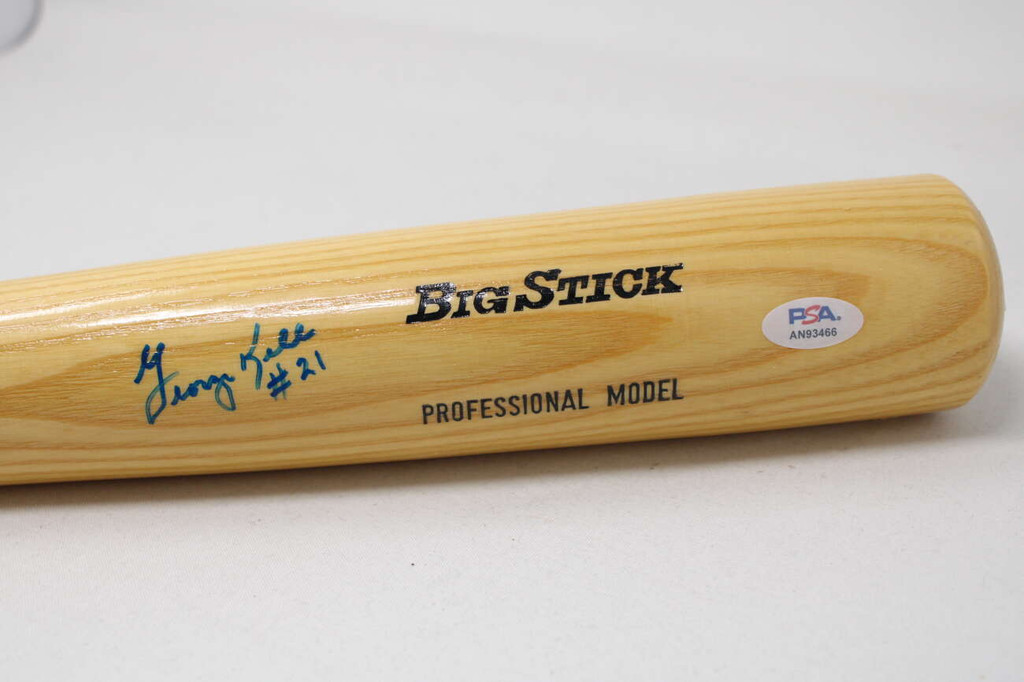 BIG STICK
George Kell
#21
PROFESSIONAL MODEL
PSA.
AN93466